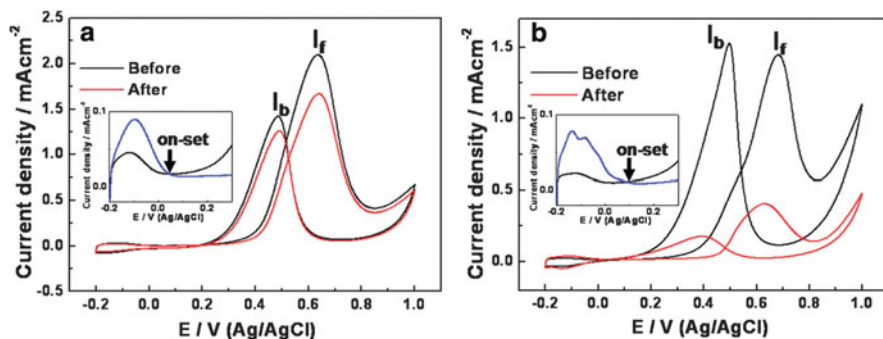 a
2.5
2.0
1.5
1.0
0.5
0.0
-0.5
Current density / mAcm⁻²
Before
After
I_b
I_f
0.1
0.0
Current density / mAcm⁻²
on-set
-0.2 0.0 0.2
E / V (Ag/AgCl)
-0.2 0.0 0.2 0.4 0.6 0.8 1.0
E / V (Ag/AgCl)
b
1.5
1.0
0.5
0.0
Current density / mAcm⁻²
Before
After
I_b
I_f
0.1
0.0
Current density / mAcm⁻²
on-set
-0.2 0.0 0.2
E / V (Ag/AgCl)
-0.2 0.0 0.2 0.4 0.6 0.8 1.0
E / V (Ag/AgCl)